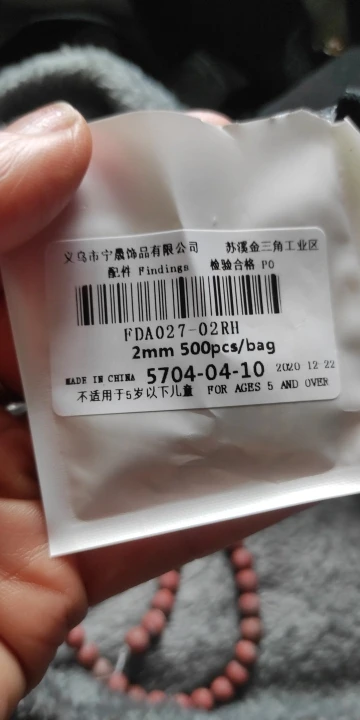 义乌市宁晨饰品有限公司 苏溪金三角工业区
配件 Findings 检验合格 PO
FDA027-02RH
2mm 500pcs/bag
MADE IN CHINA 5704-04-10 2020 12 22
不适用于5岁以下儿童 FOR AGES 5 AND OVER